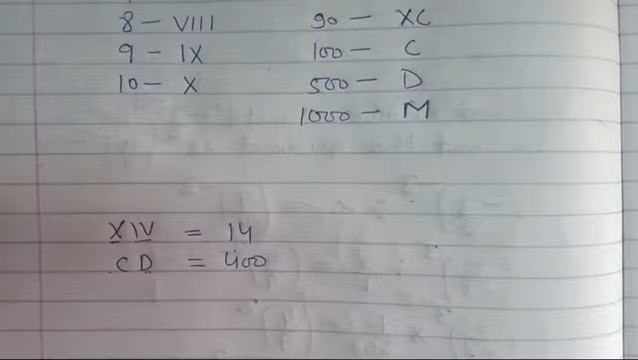 8 - VIII
9 - IX
10 - X
90 - XC
100 - C
500 - D
1000 - M
XIV = 14
CD = 400